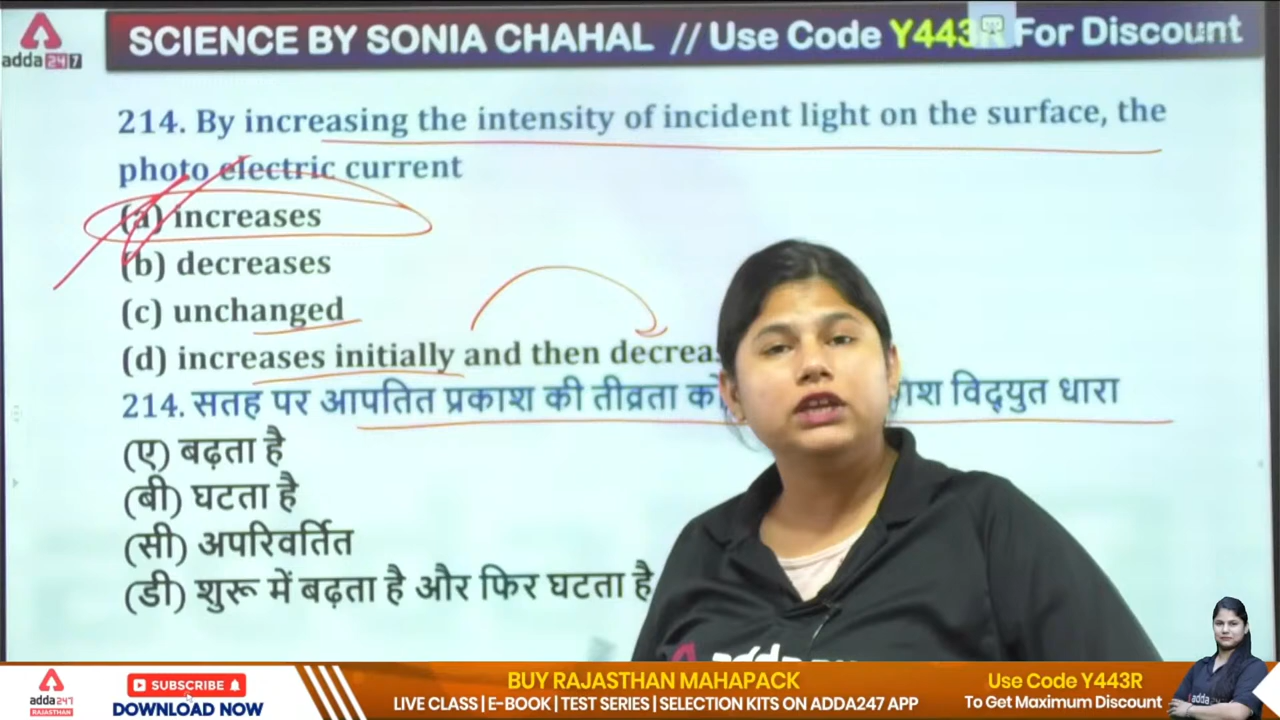 adda247
SCIENCE BY SONIA CHAHAL // Use Code Y443R For Discount
214. By increasing the intensity of incident light on the surface, the
photo electric current
(a) increases
(b) decreases
(c) unchanged
(d) increases initially and then
214. सतह पर आपतित प्रकाश की तीव्रता विद्युत धारा
(ए) बढ़ता है
(बी) घटता है
(सी) अपरिवर्तित
(डी) शुरू में बढ़ता है और फिर घटता है
adda247
RAJASTHAN
SUBSCRIBE
DOWNLOAD NOW
BUY RAJASTHAN MAHAPACK
LIVE CLASS | E-BOOK | TEST SERIES | SELECTION KITS ON ADDA247 APP
Use Code Y443R
To Get Maximum Discount